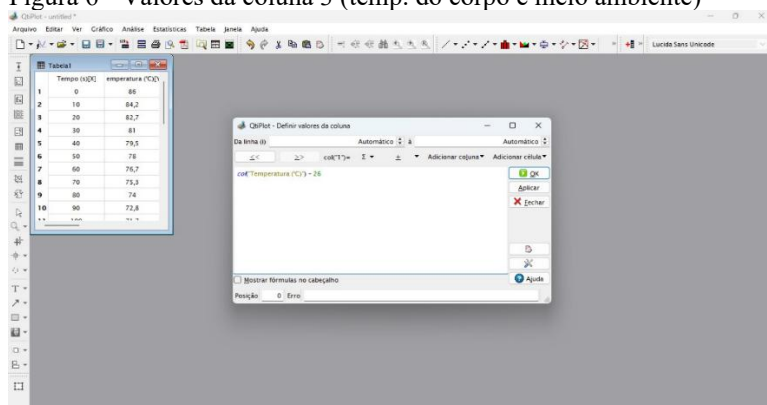 Figura 6 – Valores da coluna 3 (temp. do corpo e meio ambiente)
QtiPlot - untitled *
Arquivo Editar Ver Gráfico Análise Estatísticas Tabela Janela Ajuda
Lucida Sans Unicode
Tabela1
Tempo (s)[X] emperatura (ºC)[Y
1 0 86
2 10 84,2
3 20 82,7
4 30 81
5 40 79,5
6 50 78
7 60 76,7
8 70 75,3
9 80 74
10 90 72,8
QtiPlot - Definir valores da coluna
Da linha (i) Automático a Automático
<< >> col("1")= Σ ± Adicionar coluna Adicionar célula
col("Temperatura (ºC)") - 26
OK
Aplicar
Fechar
Ajuda
Mostrar fórmulas no cabeçalho
Posição 0 Erro